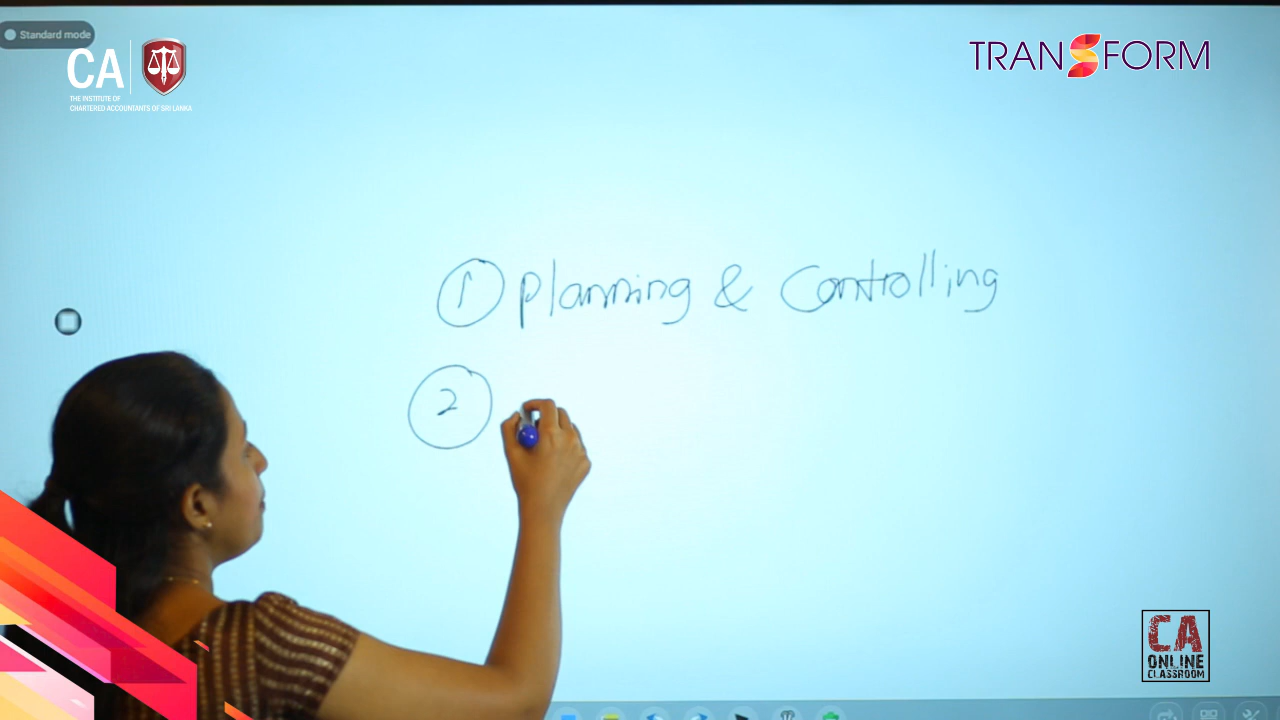 Standard mode
CA
THE INSTITUTE OF
CHARTERED ACCOUNTANTS OF SRI LANKA
TRANSFORM
① Planning & Controlling
②
CA
ONLINE
CLASSROOM